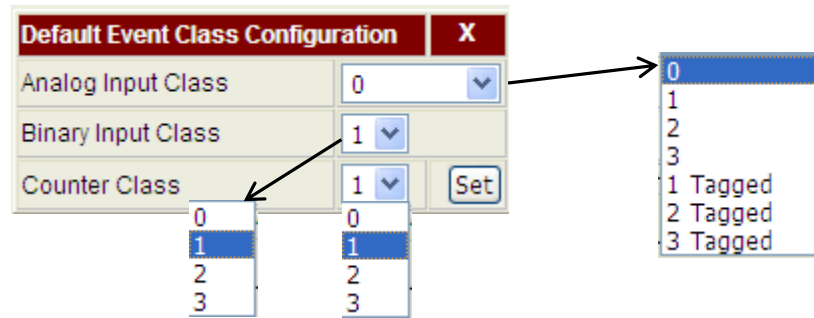 Default Event Class Configuration X
Analog Input Class 0
Binary Input Class 1
Counter Class 1 Set
0
1
2
3
0
1
2
3
0
1
2
3
1 Tagged
2 Tagged
3 Tagged